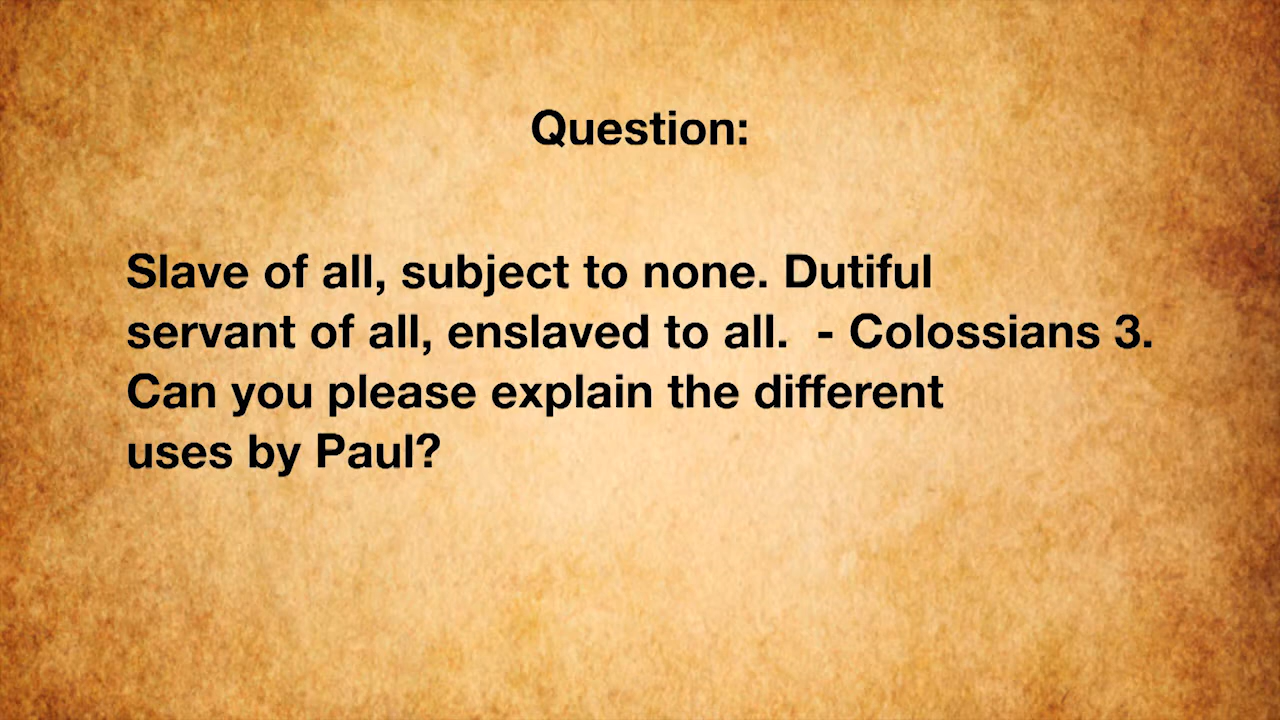 Question:
Slave of all, subject to none. Dutiful
servant of all, enslaved to all.  - Colossians 3.
Can you please explain the different
uses by Paul?